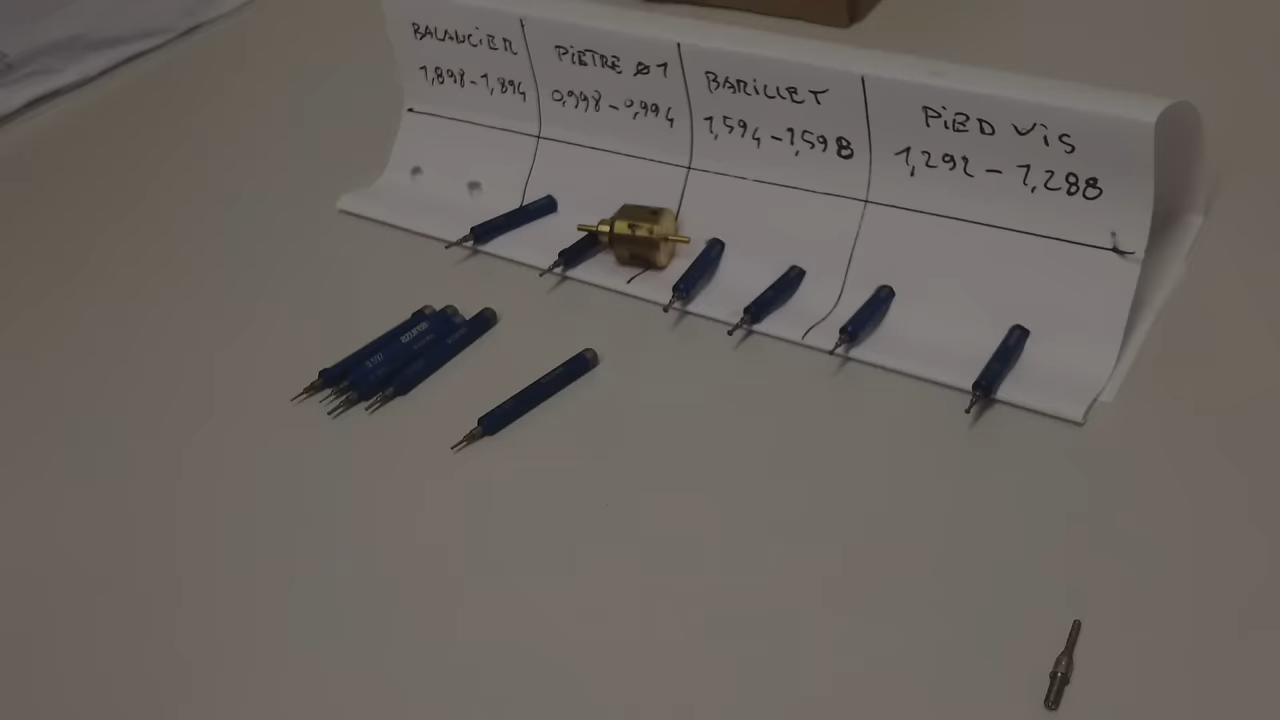 BALANCIER
1,898-1,894
PIETRE Ø1
0,998-0,994
BARILLET
1,594-1,598
PIED VIS
1,292-1,288